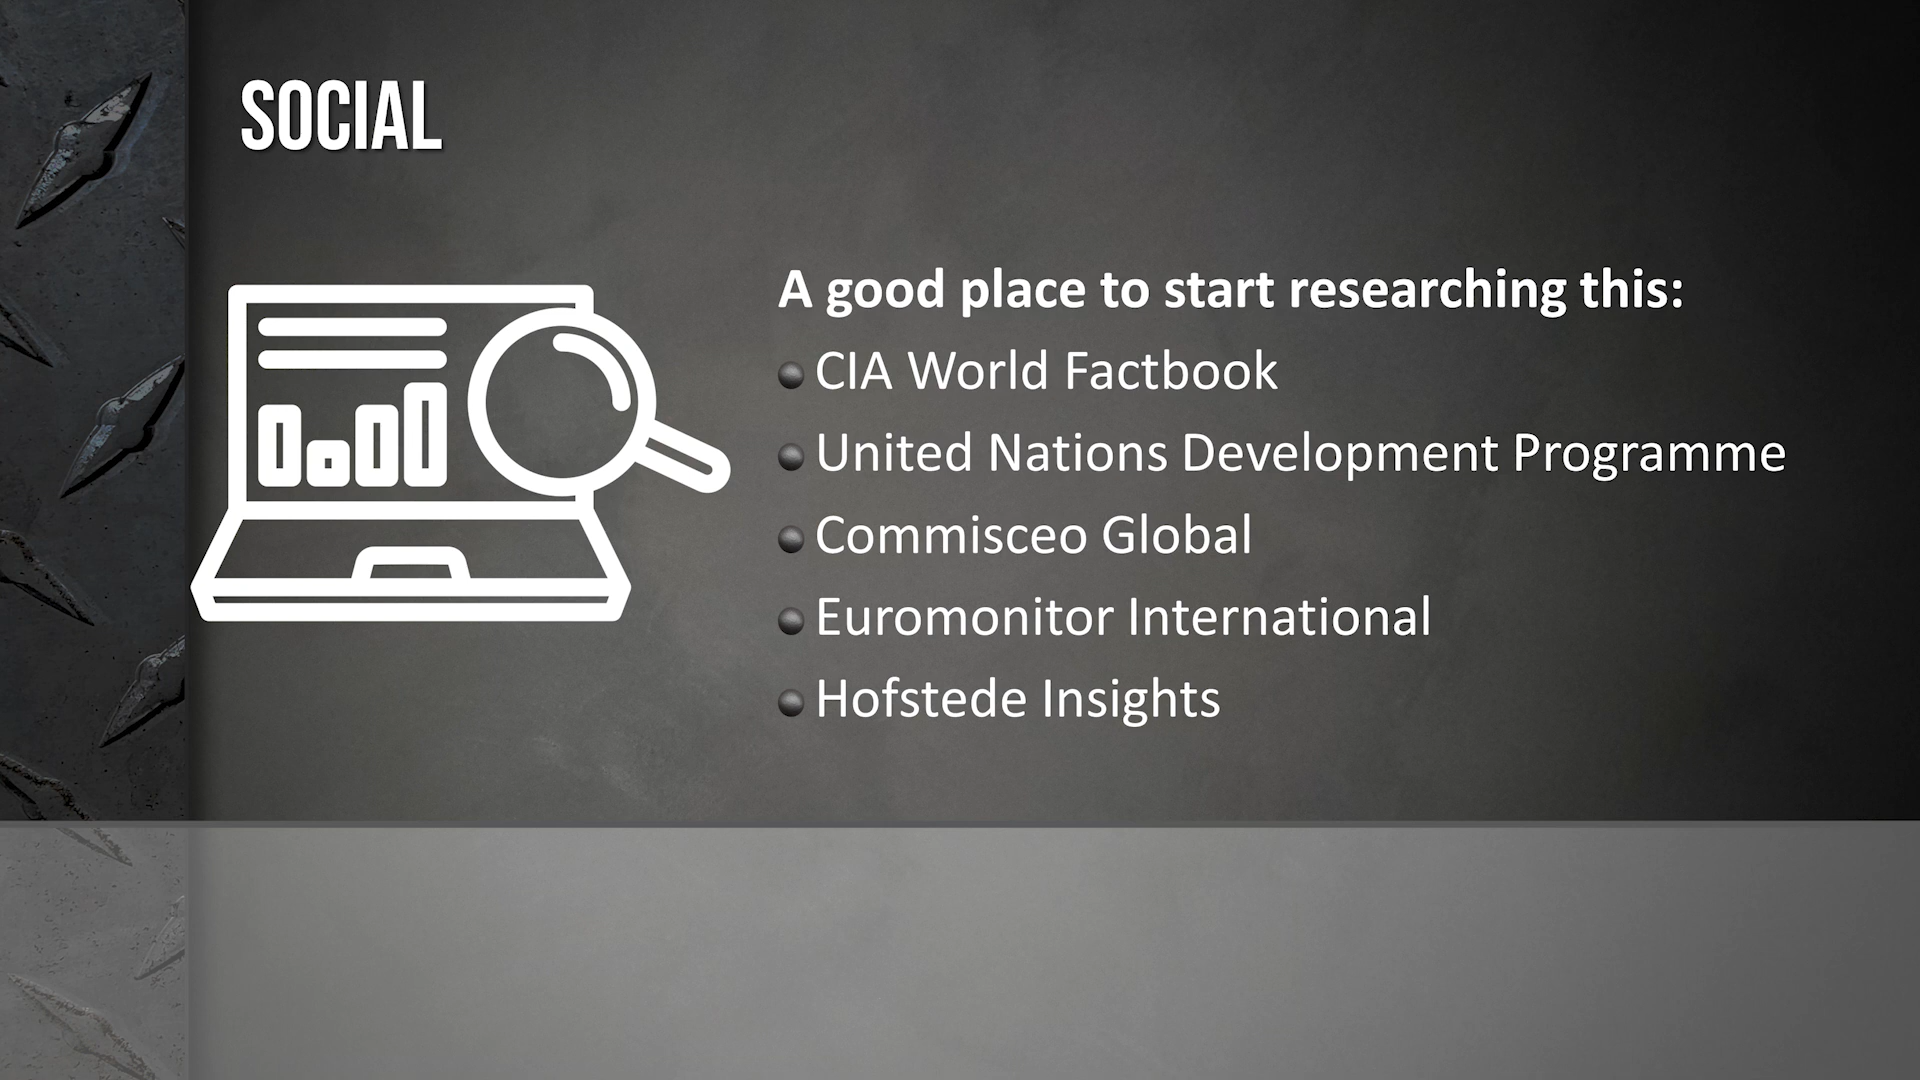 SOCIAL
A good place to start researching this:
CIA World Factbook
United Nations Development Programme
Commisceo Global
Euromonitor International
Hofstede Insights